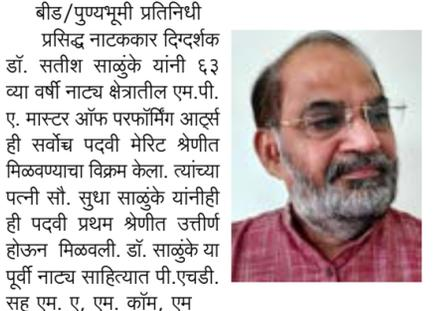 बीड/पुण्यभूमी प्रतिनिधी
प्रसिद्ध नाटककार दिग्दर्शक
डॉ. सतीश साळुंके यांनी ६३
व्या वर्षी नाट्य क्षेत्रातील एम.पी.
ए. मास्टर ऑफ परफॉर्मिंग आर्ट्स
ही सर्वोच्च पदवी मेरिट श्रेणीत
मिळवण्याचा विक्रम केला. त्यांच्या
पत्नी सौ. सुधा साळुंके यांनीही
ही पदवी प्रथम श्रेणीत उत्तीर्ण
होऊन मिळवली. डॉ. साळुंके या
पूर्वी नाट्य साहित्यात पी.एचडी.
सह एम. ए, एम. कॉम, एम